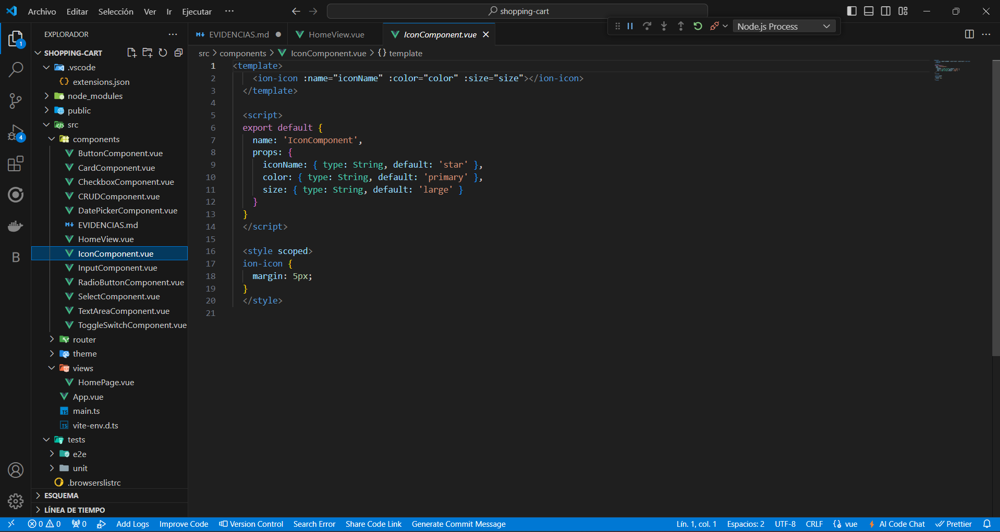 Archivo Editar Selección Ver Ir Ejecutar ··· shopping-cart
Node.js Process
EXPLORADOR ···
EVIDENCIAS.md HomeView.vue IconComponent.vue
SHOPPING-CART
src > components > IconComponent.vue > {} template
.vscode
{} extensions.json
node_modules
public
src
components
ButtonComponent.vue
CardComponent.vue
CheckboxComponent.vue
CRUDComponent.vue
DatePickerComponent.vue
EVIDENCIAS.md
HomeView.vue
IconComponent.vue
InputComponent.vue
RadioButtonComponent.vue
SelectComponent.vue
TextAreaComponent.vue
ToggleSwitchComponent.vue
router
theme
views
HomePage.vue
App.vue
TS main.ts
TS vite-env.d.ts
tests
e2e
unit
.browserslistrc
ESQUEMA
LÍNEA DE TIEMPO
1
4
B
1 <template>
2 <ion-icon :name="iconName" :color="color" :size="size"></ion-icon>
3 </template>
4
5 <script>
6 export default {
7 name: 'IconComponent',
8 props: {
9 iconName: { type: String, default: 'star' },
10 color: { type: String, default: 'primary' },
11 size: { type: String, default: 'large' }
12 }
13 }
14 </script>
15
16 <style scoped>
17 ion-icon {
18 margin: 5px;
19 }
20 </style>
21
0 0 0 Add Logs Improve Code Version Control Search Error Share Code Link Generate Commit Message Lín. 1, col. 1 Espacios: 2 UTF-8 CRLF vue AI Code Chat Prettier